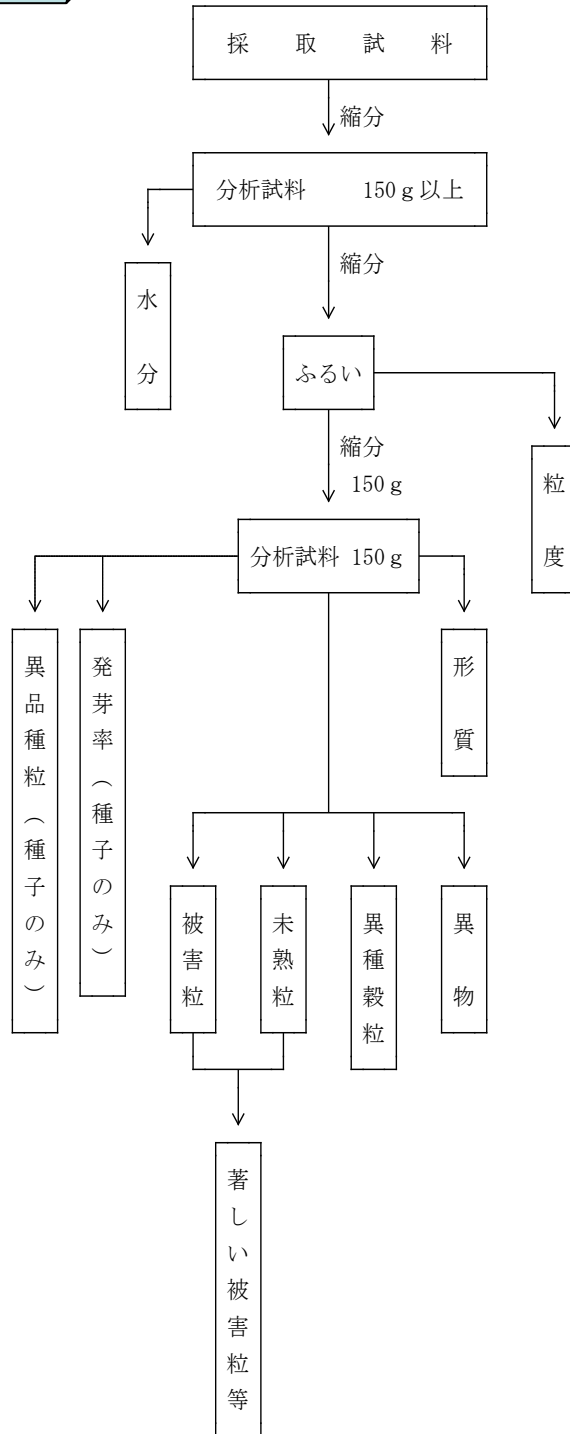 採取試料
縮分
分析試料 150ｇ以上
縮分
水分
ふるい
縮分
150ｇ
粒度
分析試料 150ｇ
異品種粒（種子のみ）
発芽率（種子のみ）
形質
被害粒
未熟粒
異種穀粒
異物
著しい被害粒等